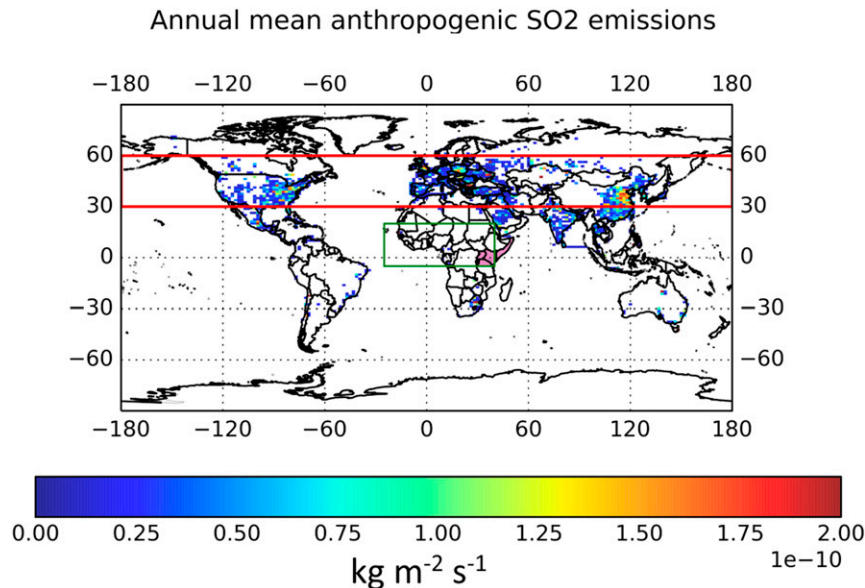 Annual mean anthropogenic SO2 emissions
−180 −120 −60 0 60 120 180
60 60
30 30
0 0
−30 −30
−60 −60
−180 −120 −60 0 60 120 180
0.00 0.25 0.50 0.75 1.00 1.25 1.50 1.75 2.00
1e−10
kg m⁻² s⁻¹